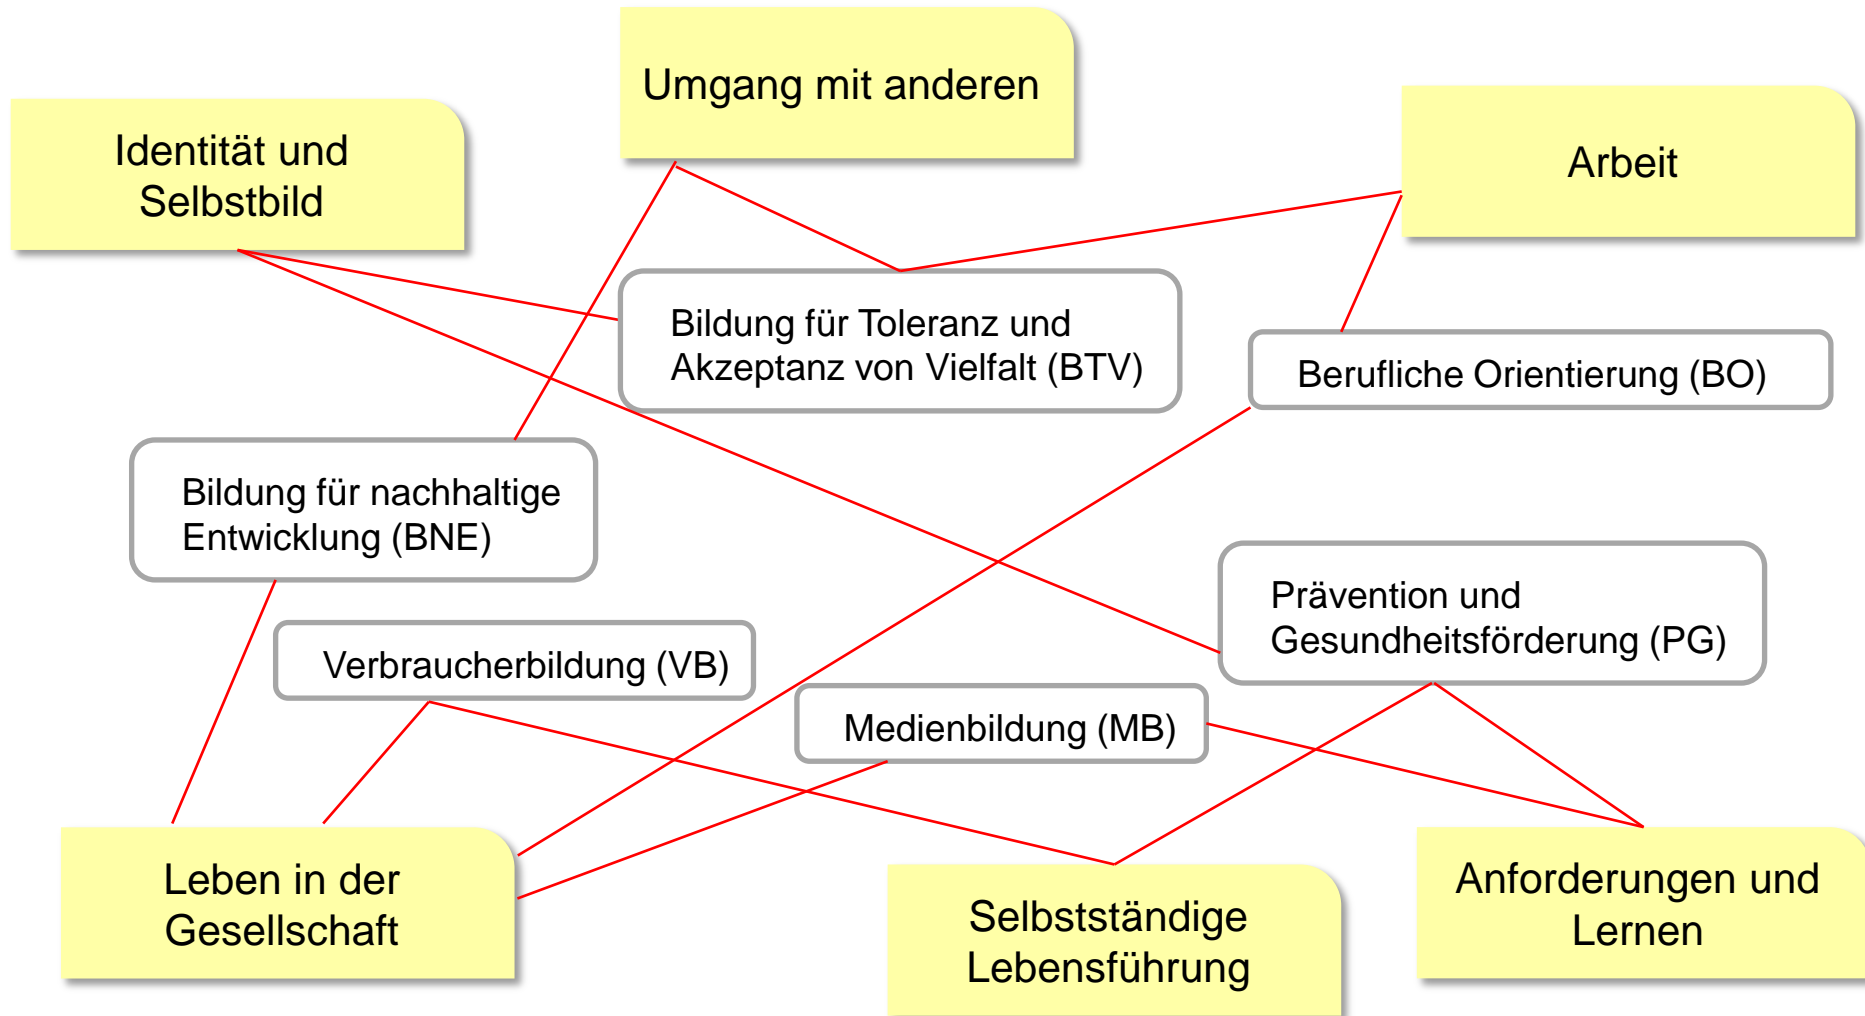 Umgang mit anderen
Identität und
Selbstbild
Arbeit
Bildung für Toleranz und
Akzeptanz von Vielfalt (BTV)
Berufliche Orientierung (BO)
Bildung für nachhaltige
Entwicklung (BNE)
Prävention und
Gesundheitsförderung (PG)
Verbraucherbildung (VB)
Medienbildung (MB)
Leben in der
Gesellschaft
Selbstständige
Lebensführung
Anforderungen und
Lernen